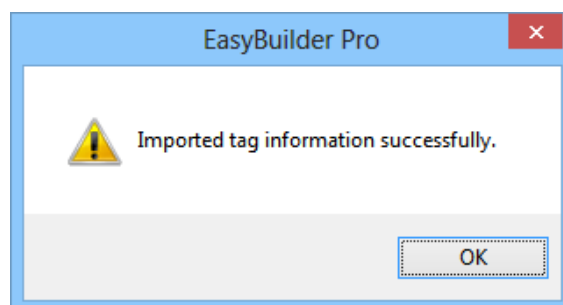 EasyBuilder Pro
Imported tag information successfully.
OK